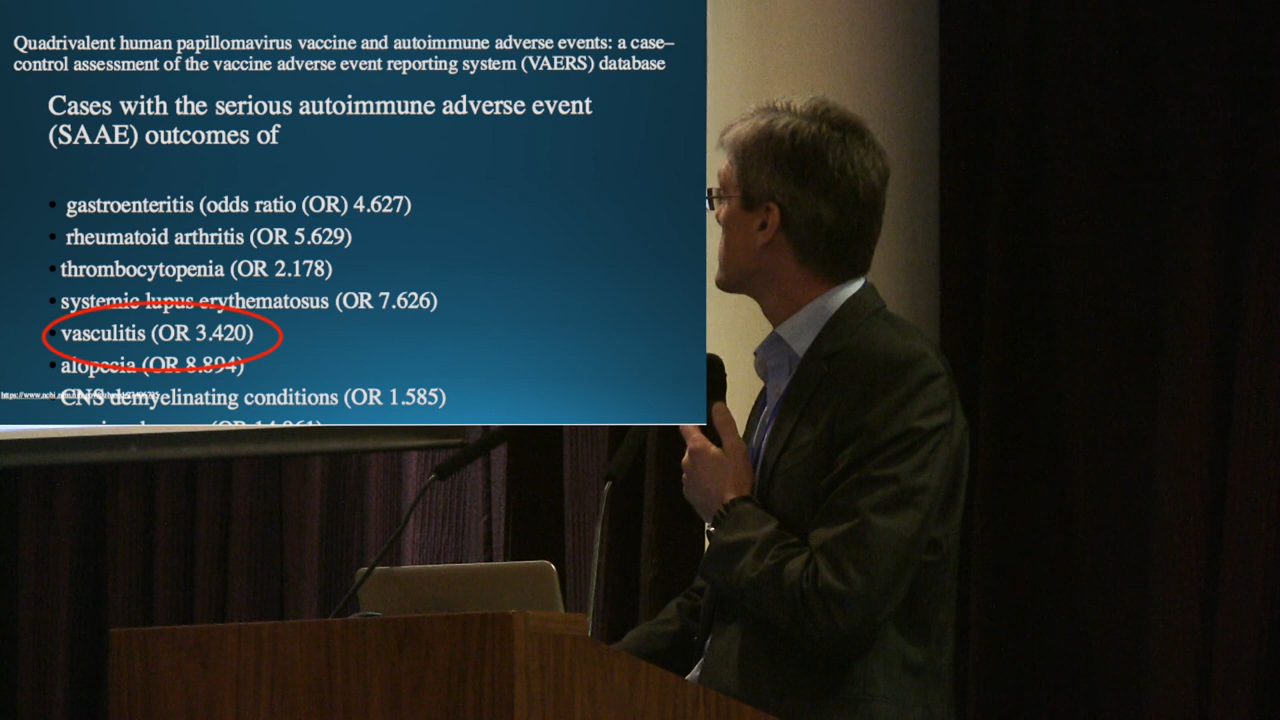 Quadrivalent human papillomavirus vaccine and autoimmune adverse events: a case–
control assessment of the vaccine adverse event reporting system (VAERS) database
Cases with the serious autoimmune adverse event
(SAAE) outcomes of
• gastroenteritis (odds ratio (OR) 4.627)
• rheumatoid arthritis (OR 5.629)
• thrombocytopenia (OR 2.178)
• systemic lupus erythematosus (OR 7.626)
• vasculitis (OR 3.420)
• alopecia (OR 8.894)
• CNS demyelinating conditions (OR 1.585)